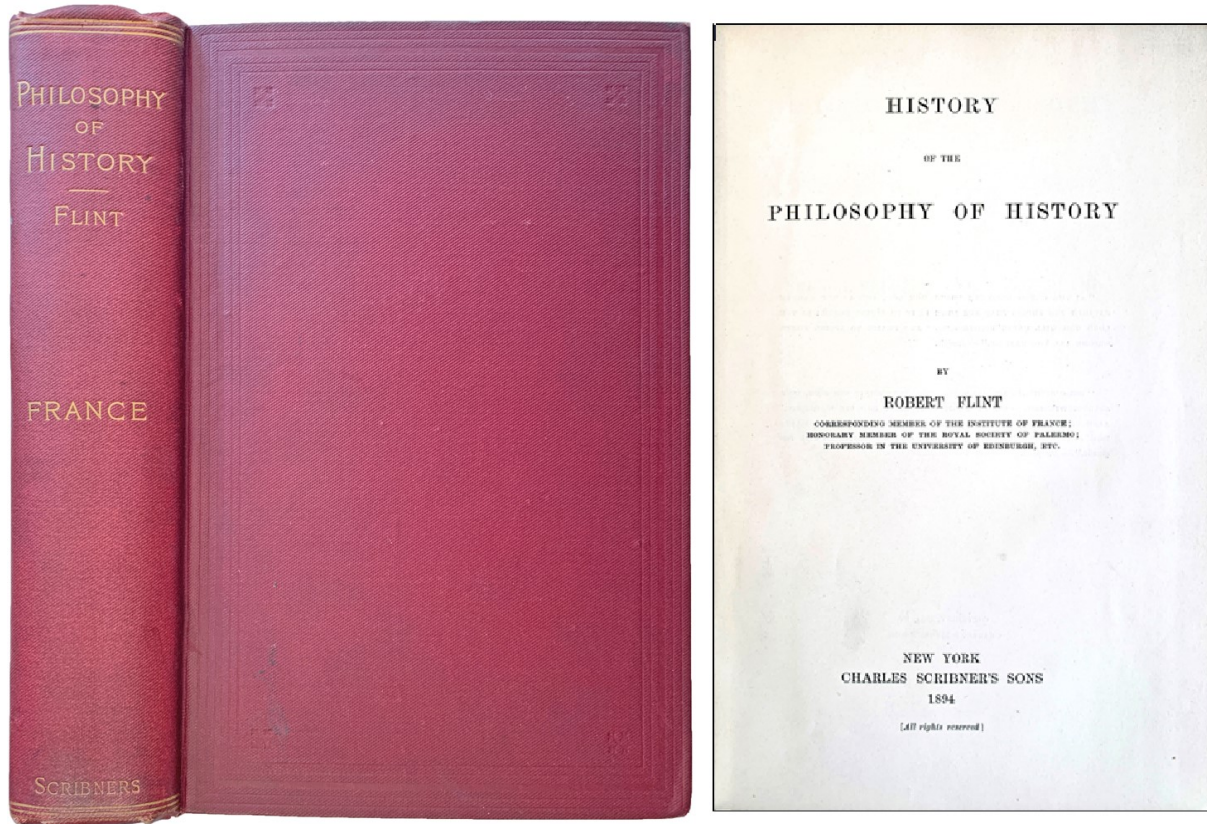 PHILOSOPHY
OF
HISTORY
FLINT
FRANCE
SCRIBNERS
HISTORY
OF THE
PHILOSOPHY OF HISTORY
BY
ROBERT FLINT
CORRESPONDING MEMBER OF THE INSTITUTE OF FRANCE;
HONORARY MEMBER OF THE ROYAL SOCIETY OF PALERMO;
PROFESSOR IN THE UNIVERSITY OF EDINBURGH, ETC.
NEW YORK
CHARLES SCRIBNER'S SONS
1894
[All rights reserved]